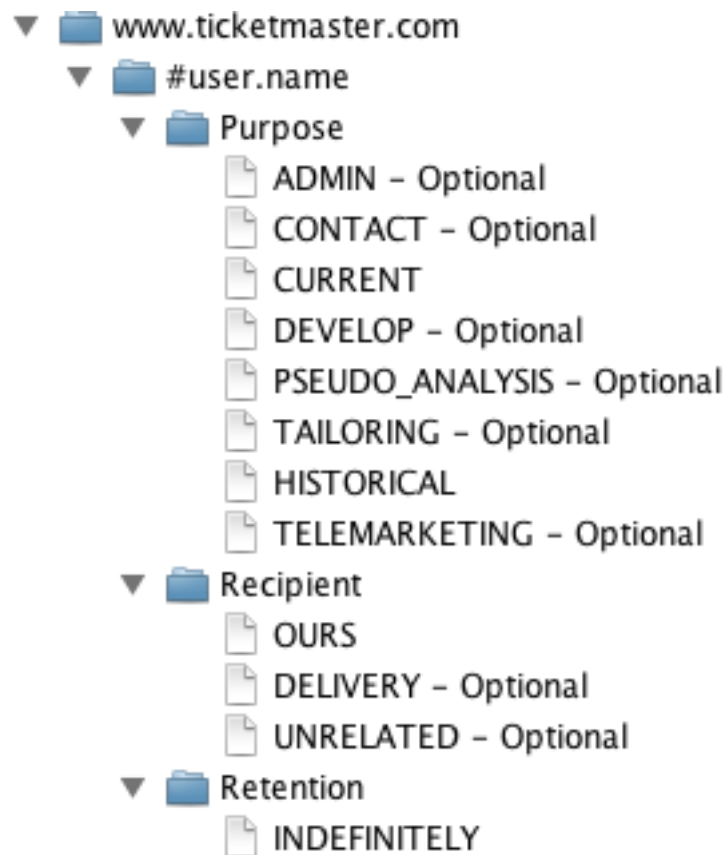 www.ticketmaster.com
#user.name
Purpose
ADMIN – Optional
CONTACT – Optional
CURRENT
DEVELOP – Optional
PSEUDO_ANALYSIS – Optional
TAILORING – Optional
HISTORICAL
TELEMARKETING – Optional
Recipient
OURS
DELIVERY – Optional
UNRELATED – Optional
Retention
INDEFINITELY